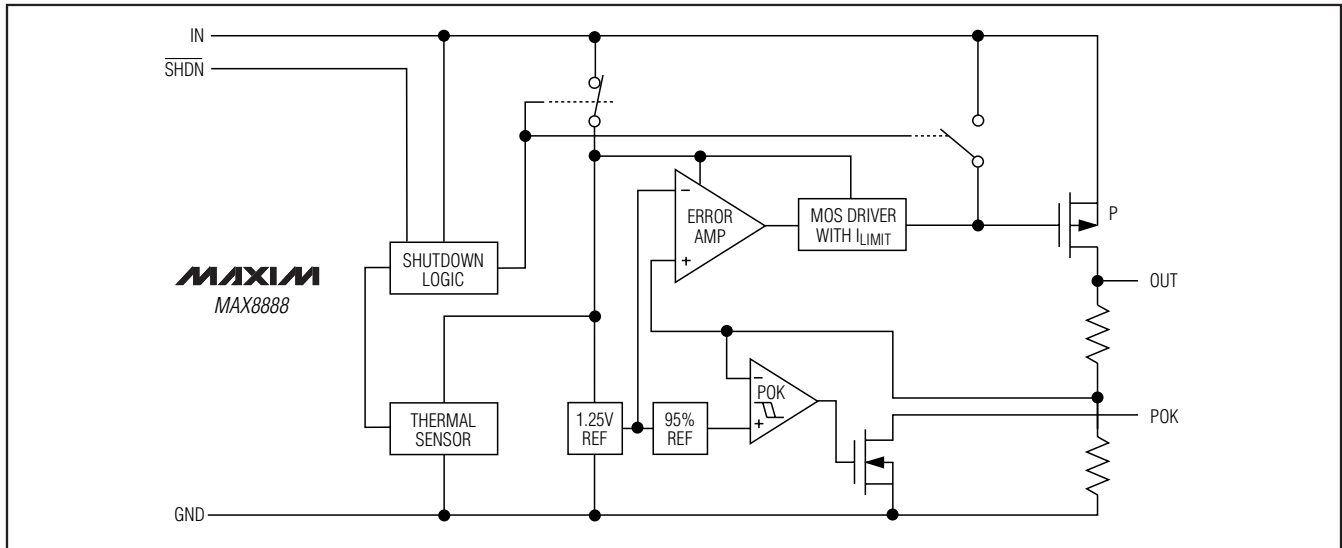 IN
SHDN
ERROR
AMP
MOS DRIVER
WITH ILIMIT
P
SHUTDOWN
LOGIC
MAXIM
MAX8888
OUT
−
+
THERMAL
SENSOR
1.25V
REF
95%
REF
−
POK
+
POK
GND